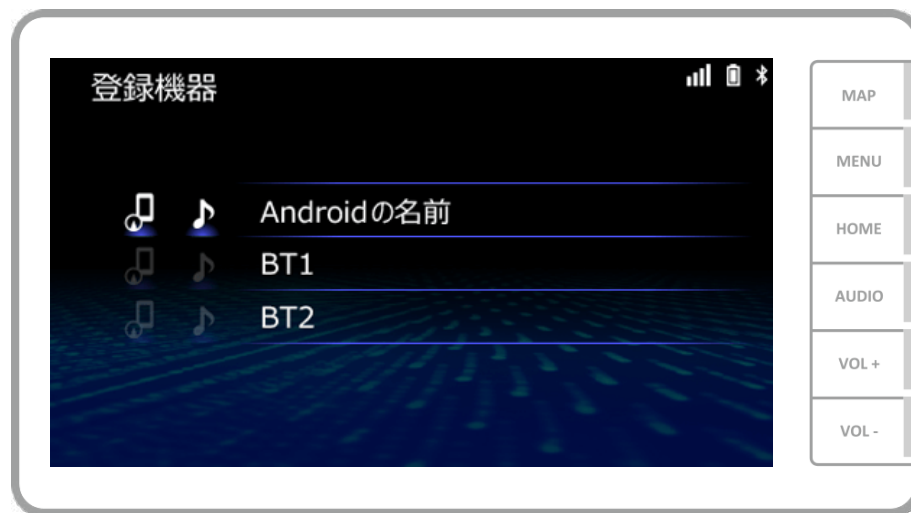 登録機器
Androidの名前
BT1
BT2
MAP
MENU
HOME
AUDIO
VOL +
VOL -